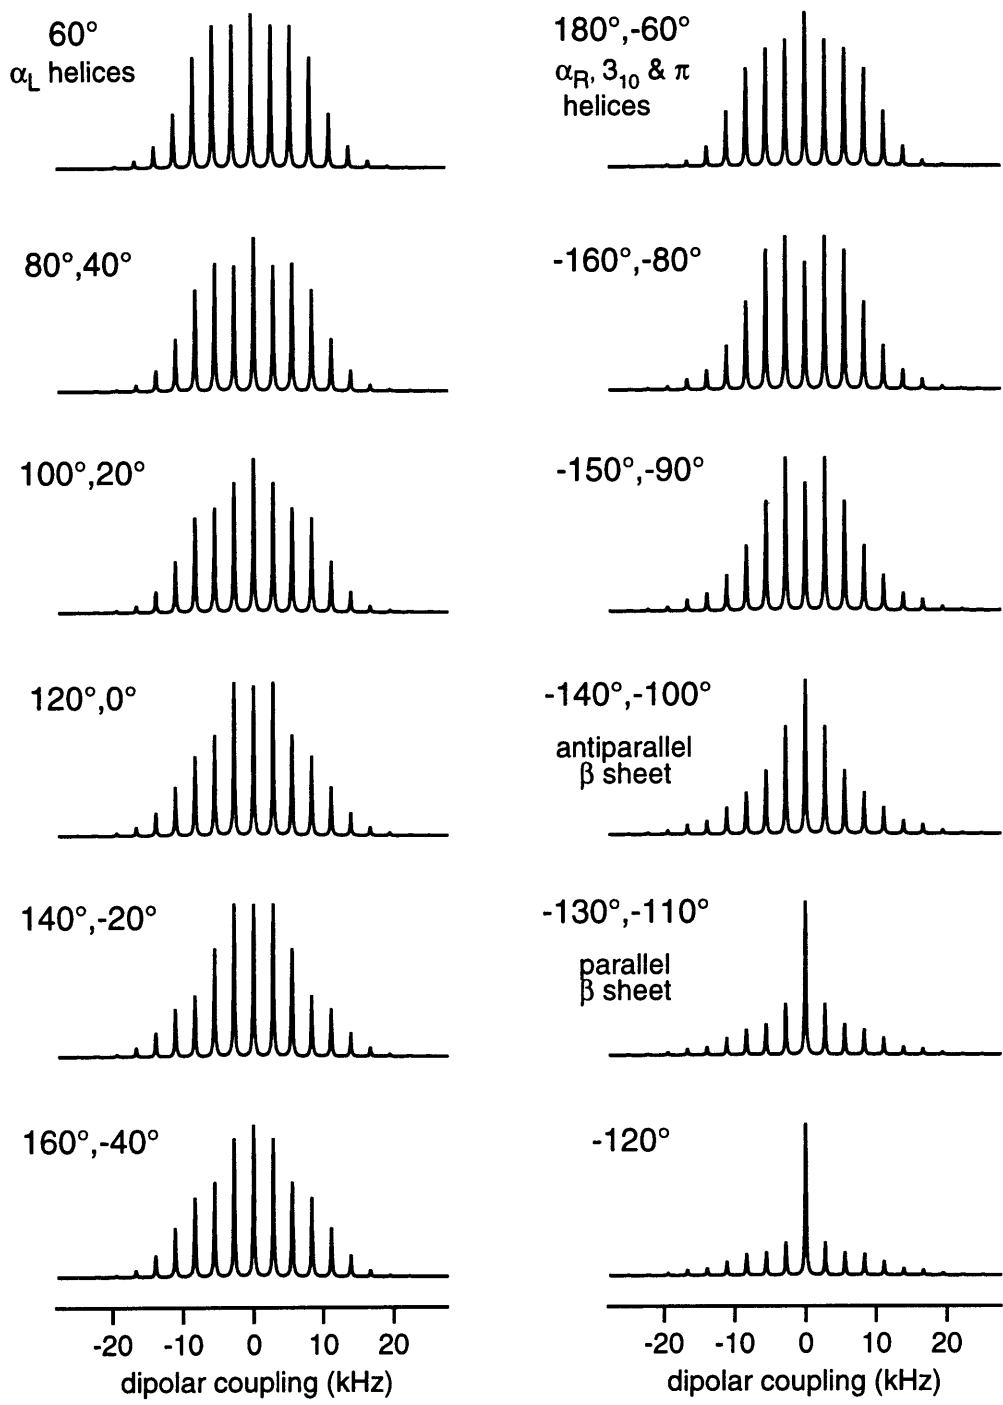 60°
αL helices
80°,40°
100°,20°
120°,0°
140°,-20°
160°,-40°
-20 -10 0 10 20
dipolar coupling (kHz)
180°,-60°
αR, 310 & π
helices
-160°,-80°
-150°,-90°
-140°,-100°
antiparallel
β sheet
-130°,-110°
parallel
β sheet
-120°
-20 -10 0 10 20
dipolar coupling (kHz)